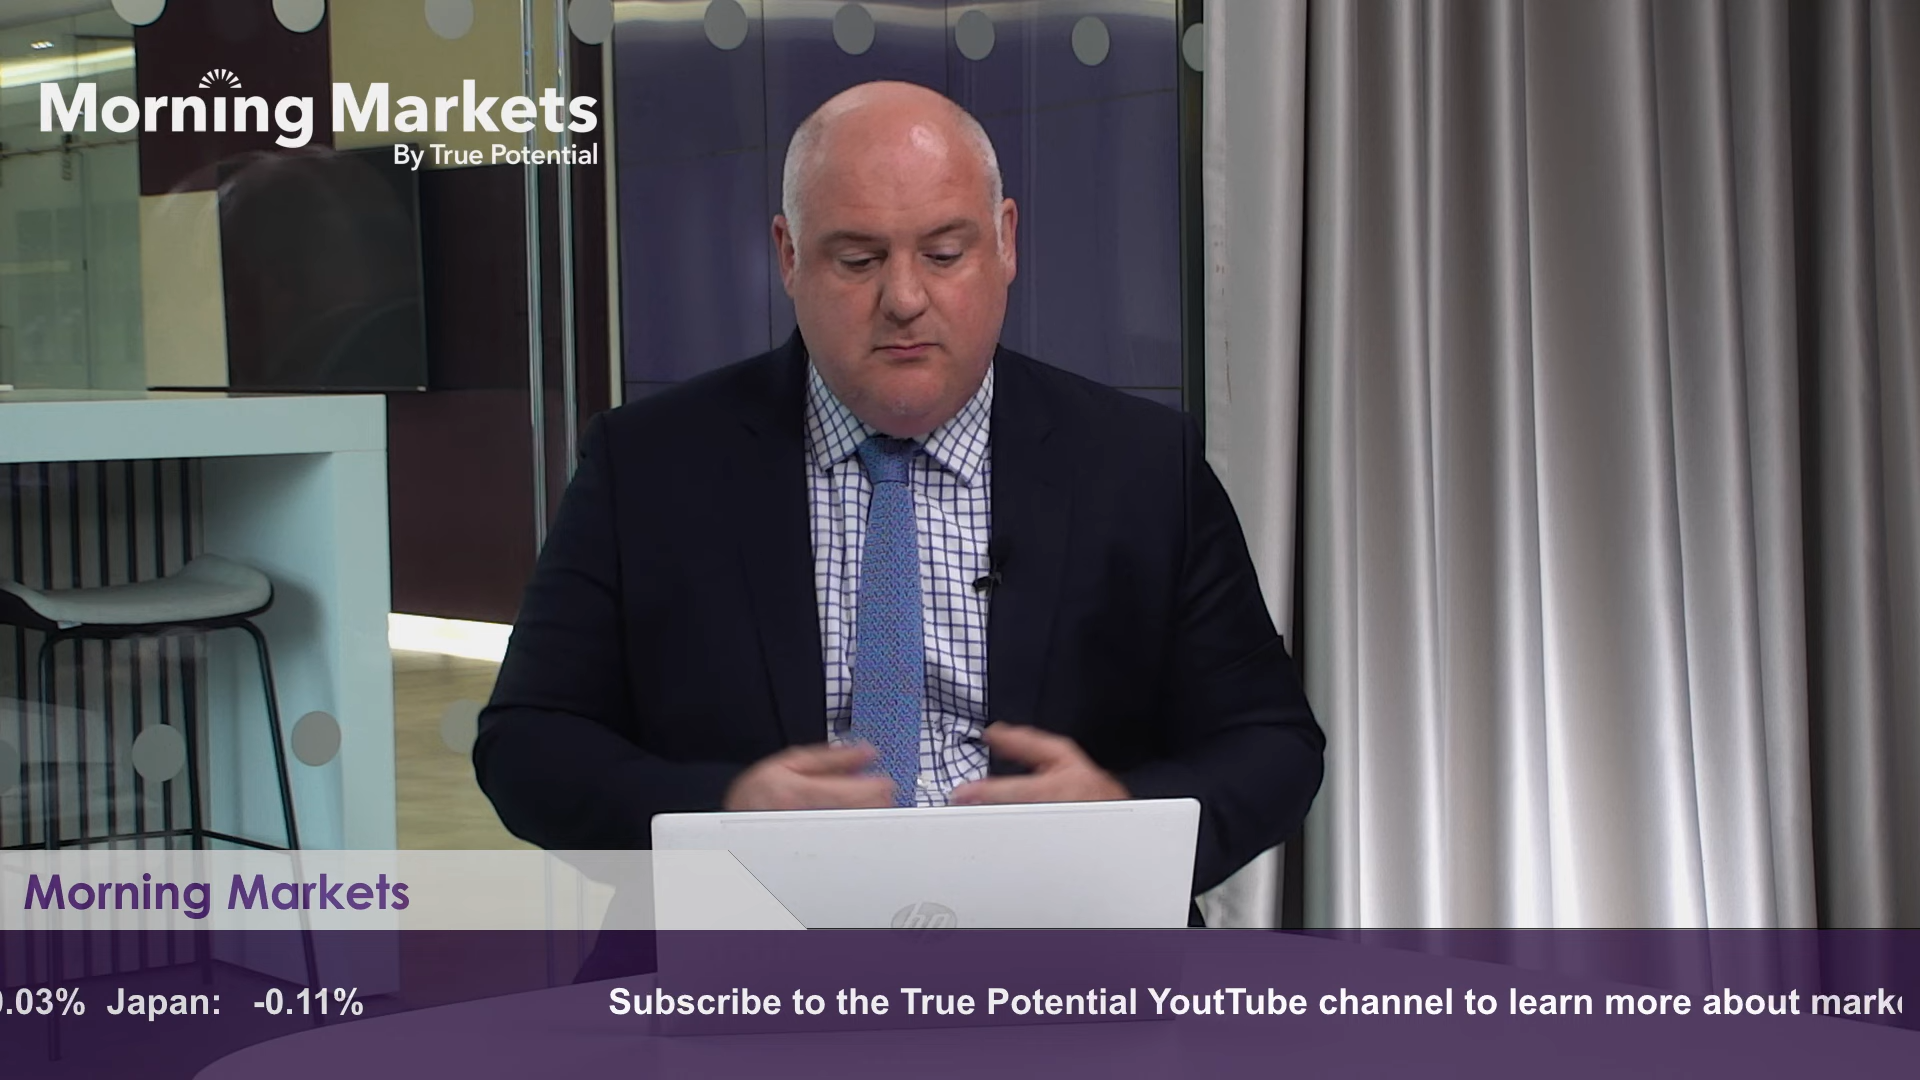 Morning Markets
By True Potential
hp
Morning Markets
0.03% Japan: -0.11% Subscribe to the True Potential YoutTube channel to learn more about